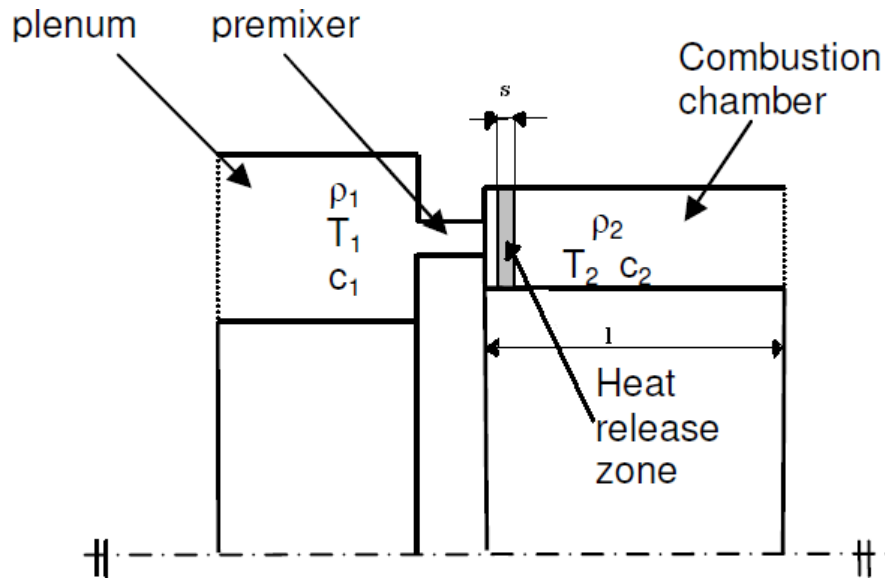 plenum
premixer
Combustion
chamber
s
ρ₁
T₁
c₁
ρ₂
T₂ c₂
l
Heat
release
zone